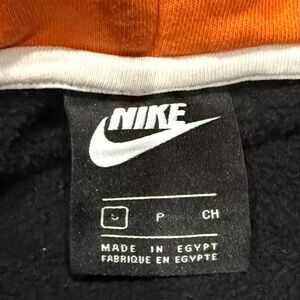 NIKE
S P CH
MADE IN EGYPT
FABRIQUE EN EGYPTE